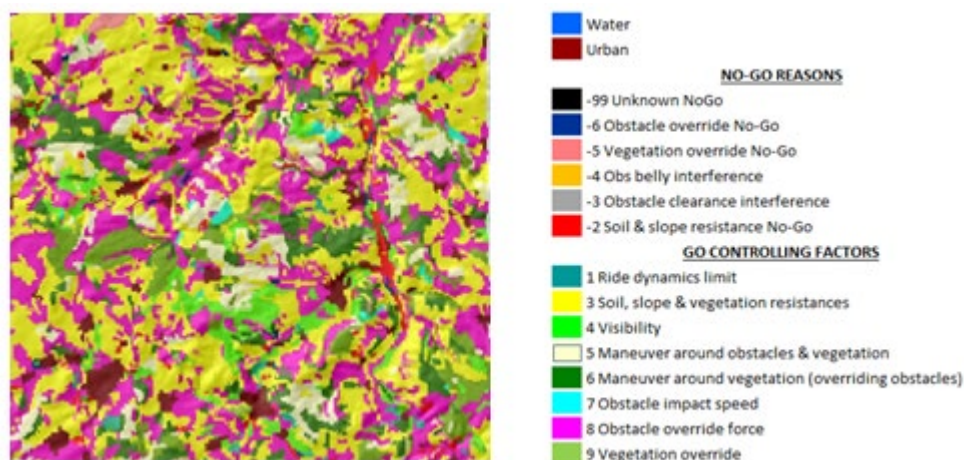 Water
Urban
NO-GO REASONS
-99 Unknown NoGo
-6 Obstacle override No-Go
-5 Vegetation override No-Go
-4 Obs belly interference
-3 Obstacle clearance interference
-2 Soil & slope resistance No-Go
GO CONTROLLING FACTORS
1 Ride dynamics limit
3 Soil, slope & vegetation resistances
4 Visibility
5 Maneuver around obstacles & vegetation
6 Maneuver around vegetation (overriding obstacles)
7 Obstacle impact speed
8 Obstacle override force
9 Vegetation override